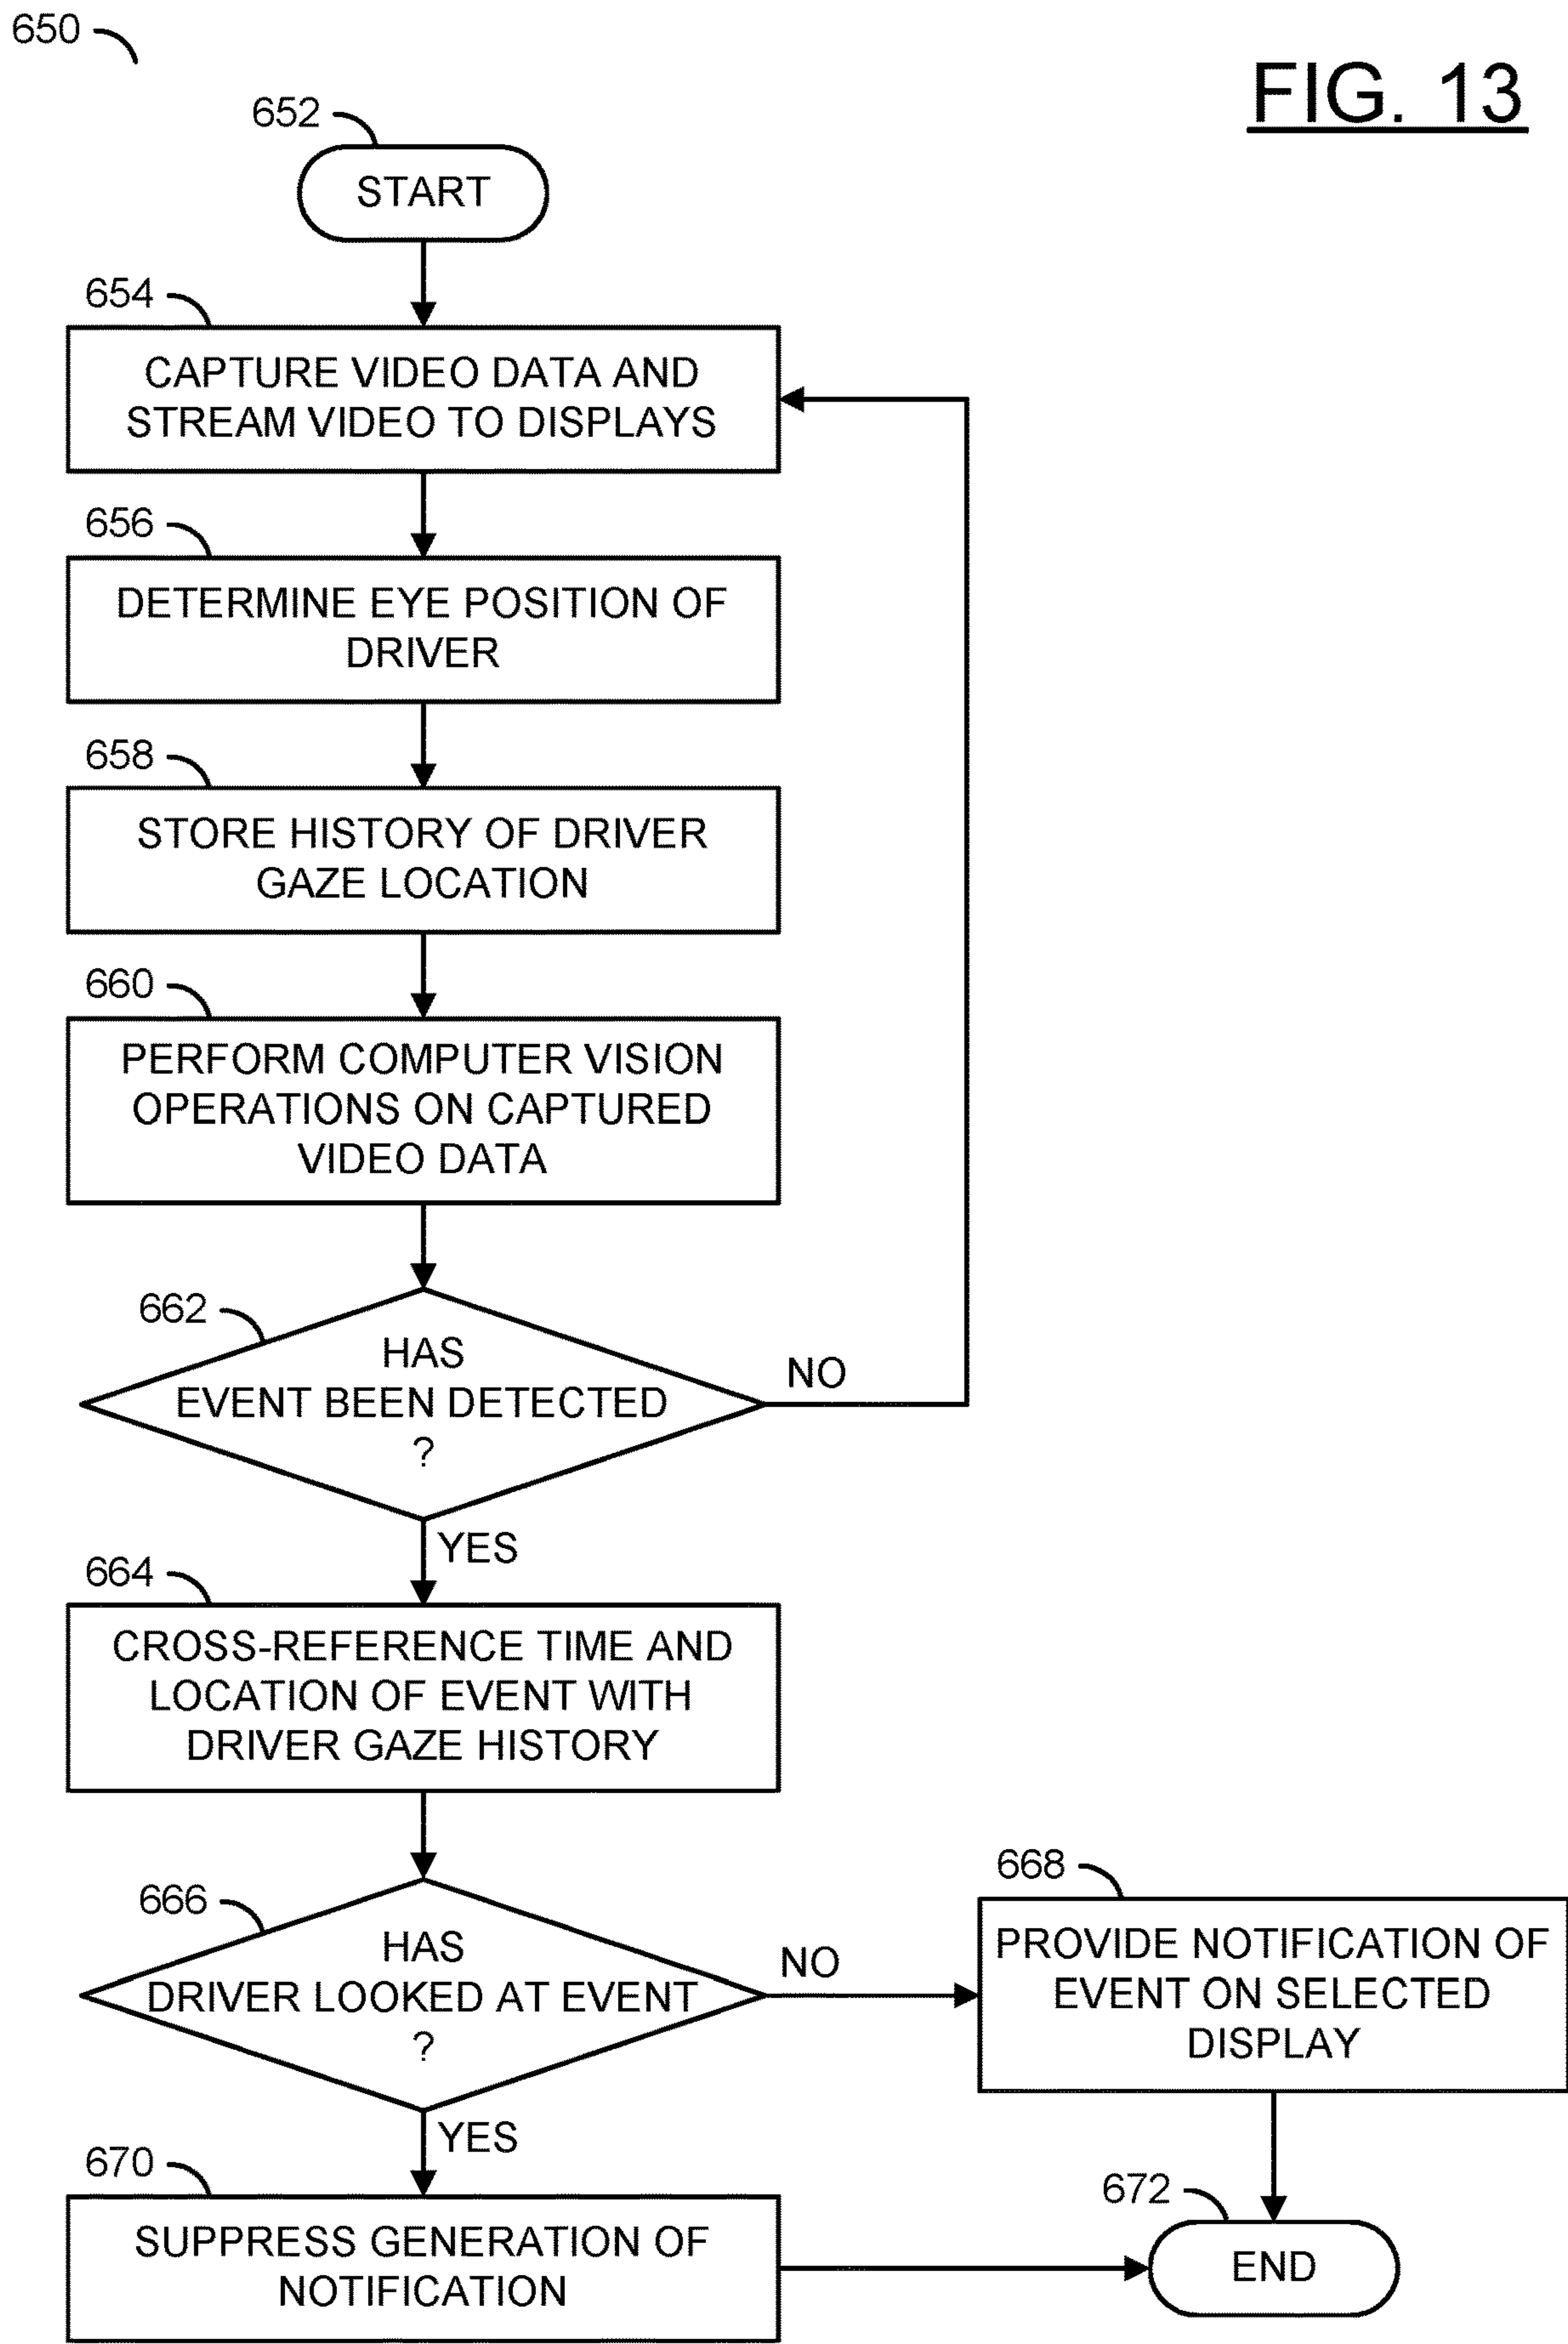 650
FIG. 13
652
START
654
CAPTURE VIDEO DATA AND
STREAM VIDEO TO DISPLAYS
656
DETERMINE EYE POSITION OF
DRIVER
658
STORE HISTORY OF DRIVER
GAZE LOCATION
660
PERFORM COMPUTER VISION
OPERATIONS ON CAPTURED
VIDEO DATA
662
HAS
EVENT BEEN DETECTED
?
NO
YES
664
CROSS-REFERENCE TIME AND
LOCATION OF EVENT WITH
DRIVER GAZE HISTORY
666
HAS
DRIVER LOOKED AT EVENT
?
NO
668
PROVIDE NOTIFICATION OF
EVENT ON SELECTED
DISPLAY
YES
670
SUPPRESS GENERATION OF
NOTIFICATION
672
END